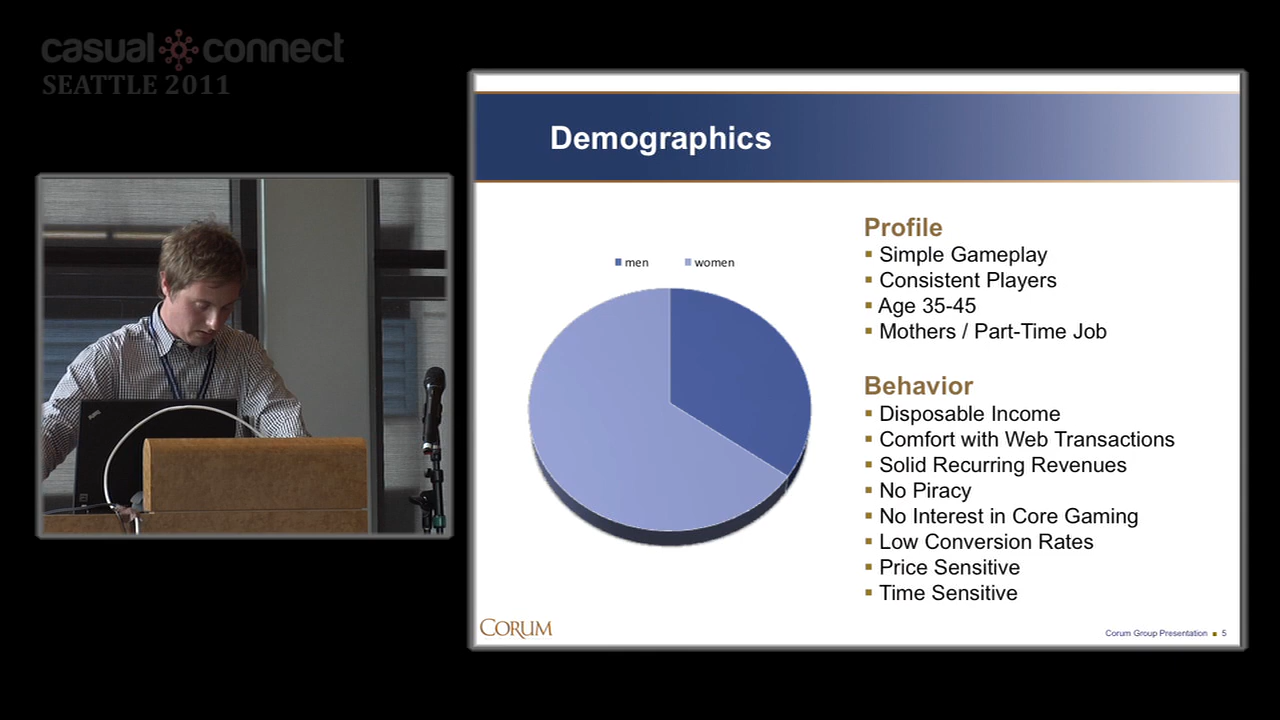 casual connect
SEATTLE 2011
Demographics
men women
Profile
Simple Gameplay
Consistent Players
Age 35-45
Mothers / Part-Time Job
Behavior
Disposable Income
Comfort with Web Transactions
Solid Recurring Revenues
No Piracy
No Interest in Core Gaming
Low Conversion Rates
Price Sensitive
Time Sensitive
CORUM
Corum Group Presentation ■ 5